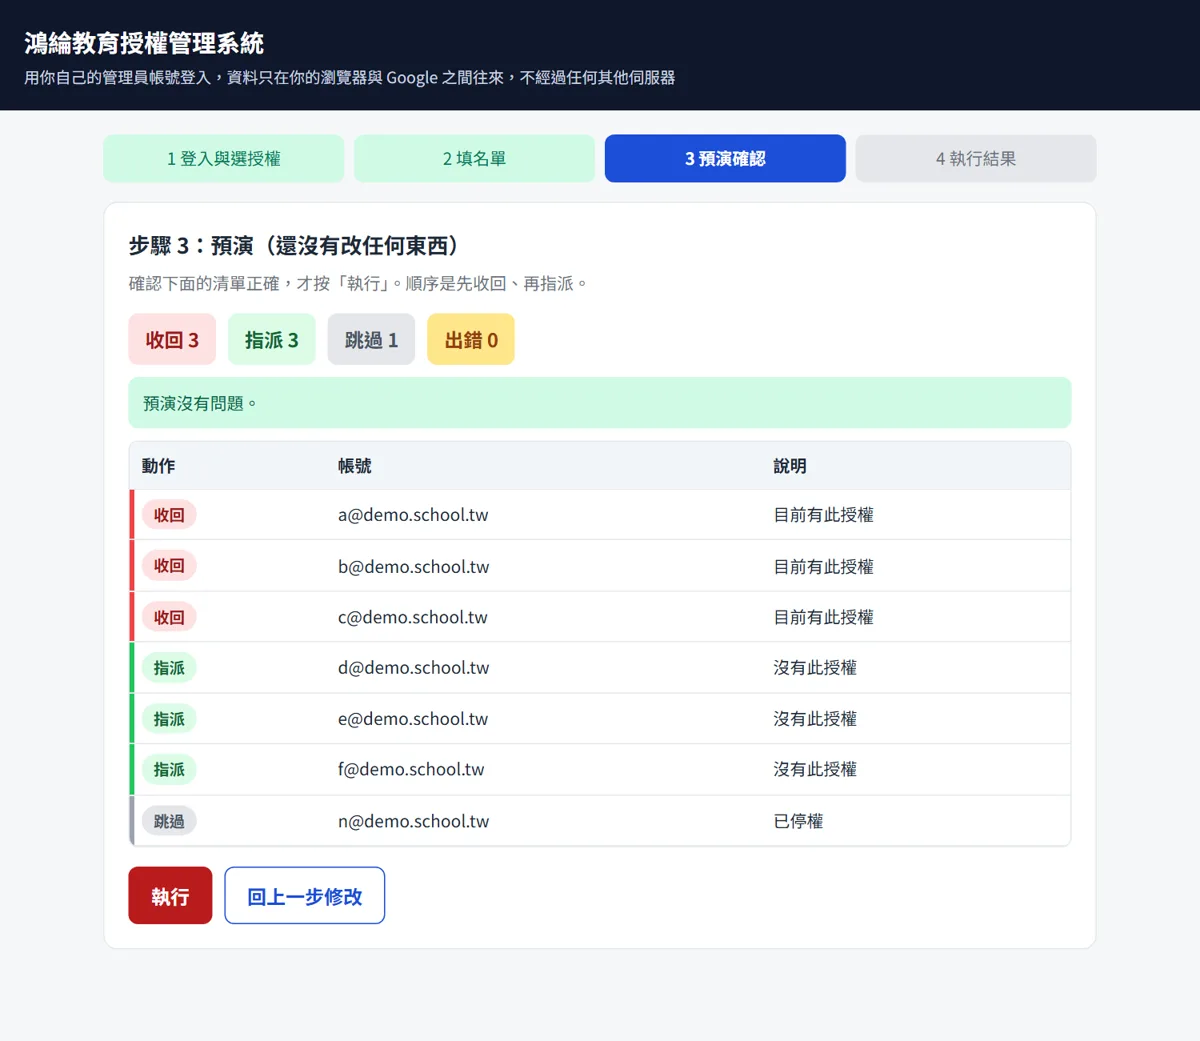 鴻綸教育授權管理系統
用你自己的管理員帳號登入，資料只在你的瀏覽器與 Google 之間往來，不經過任何其他伺服器
1 登入與選授權
2 填名單
3 預演確認
4 執行結果
步驟 3：預演（還沒有改任何東西）
確認下面的清單正確，才按「執行」。順序是先收回、再指派。
收回 3
指派 3
跳過 1
出錯 0
預演沒有問題。
動作 帳號 說明
收回 a@demo.school.tw 目前有此授權
收回 b@demo.school.tw 目前有此授權
收回 c@demo.school.tw 目前有此授權
指派 d@demo.school.tw 沒有此授權
指派 e@demo.school.tw 沒有此授權
指派 f@demo.school.tw 沒有此授權
跳過 n@demo.school.tw 已停權
執行
回上一步修改